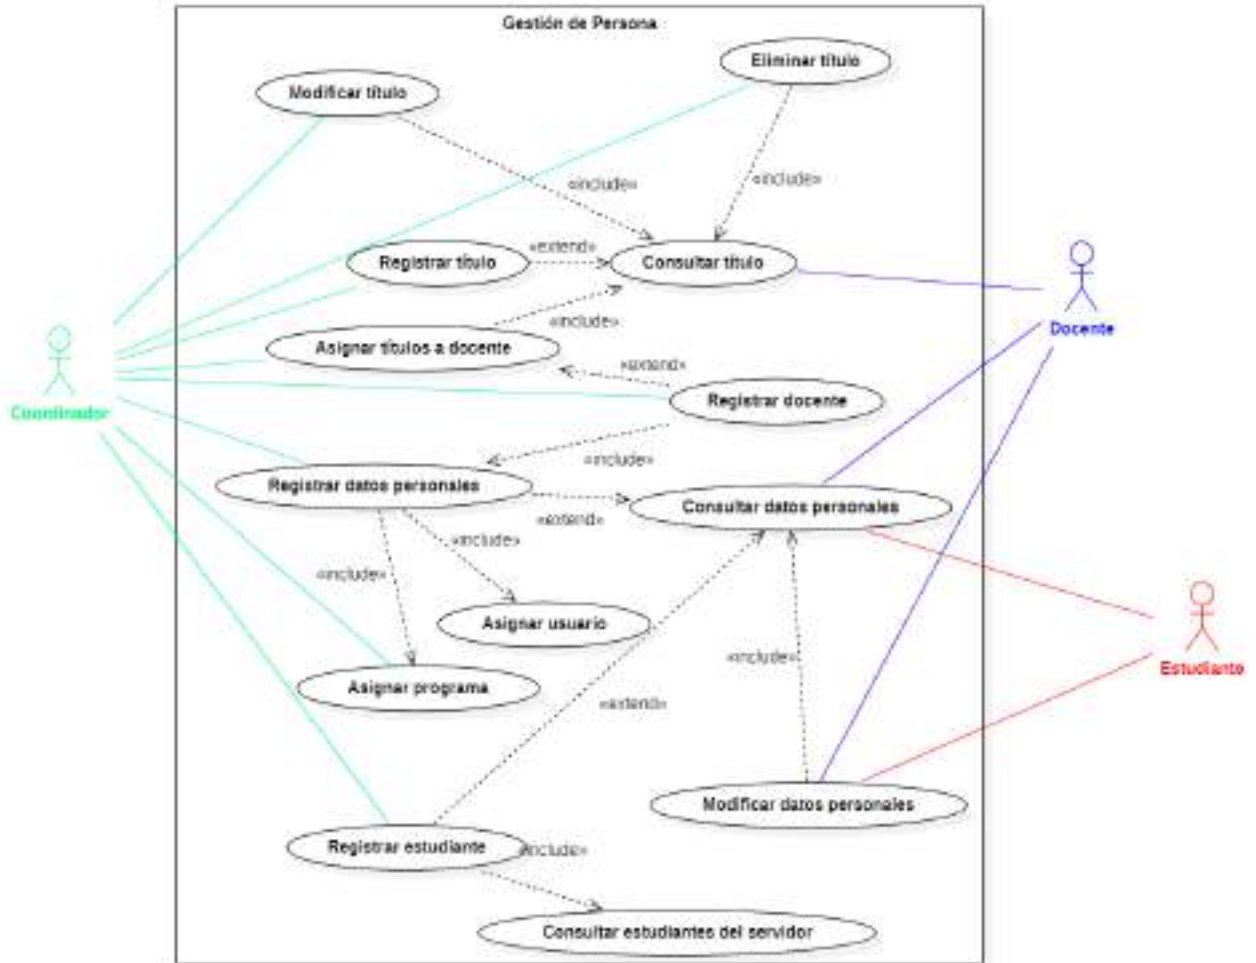 Gestión de Persona
Eliminar título
Modificar título
«include»
«include»
«extend»
Registrar título
Consultar título
«include»
Docente
Asignar títulos a docente
«extend»
Registrar docente
Coordinador
«include»
Registrar datos personales
Consultar datos personales
«extend»
«include»
«include»
Asignar usuario
«include»
Estudiante
Asignar programa
«extend»
Modificar datos personales
Registrar estudiante
«include»
Consultar estudiantes del servidor